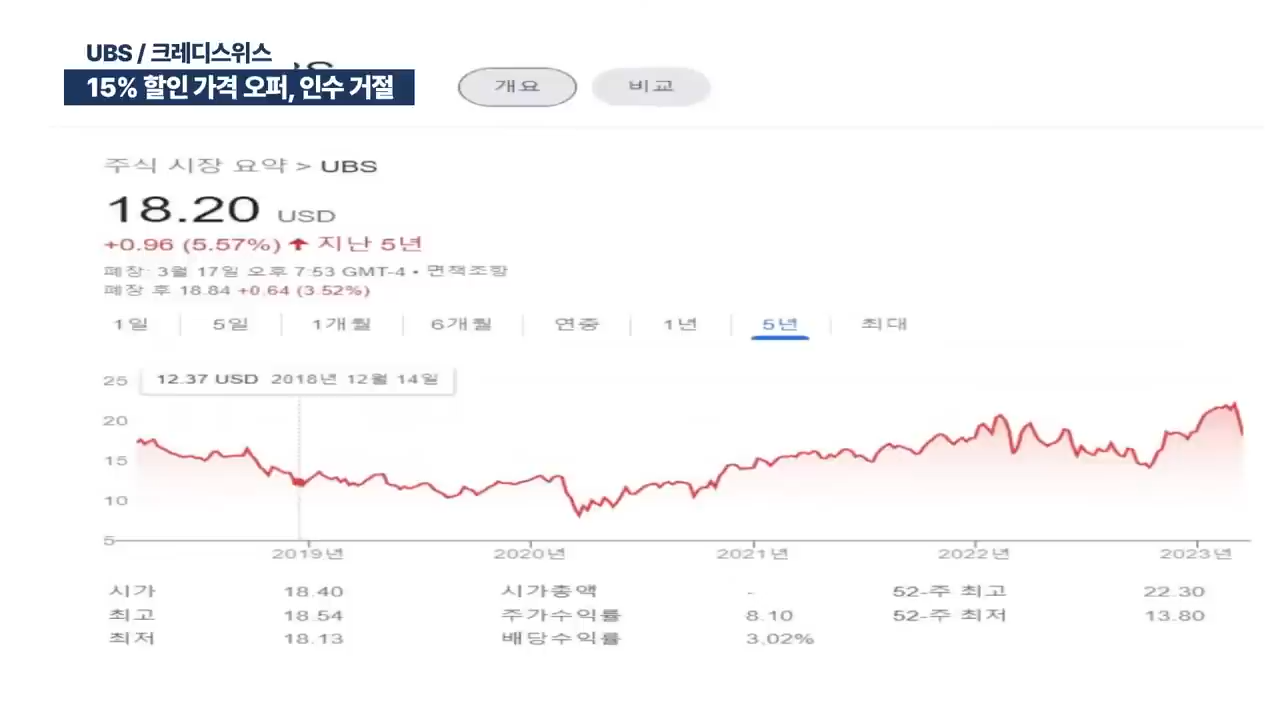 UBS / 크레디스위스
15% 할인 가격 오퍼, 인수 거절
개요 비교
주식 시장 요약 > UBS
18.20 USD
+0.96 (5.57%) ↑ 지난 5년
폐장: 3월 17일 오후 7:53 GMT-4 • 면책조항
폐장 후 18.84 +0.64 (3.52%)
1일 5일 1개월 6개월 연중 1년 5년 최대
12.37 USD 2018년 12월 14일
25
20
15
10
5
2019년 2020년 2021년 2022년 2023년
시가 18.40 시가총액 - 52-주 최고 22.30
최고 18.54 주가수익률 8.10 52-주 최저 13.80
최저 18.13 배당수익률 3.02%